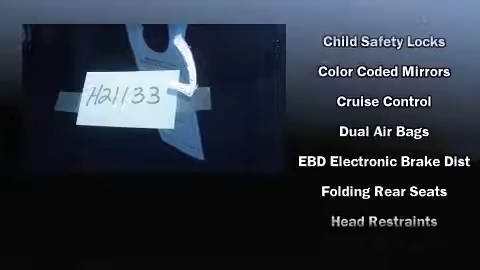 H21133
Child Safety Locks
Color Coded Mirrors
Cruise Control
Dual Air Bags
EBD Electronic Brake Dist
Folding Rear Seats
Head Restraints